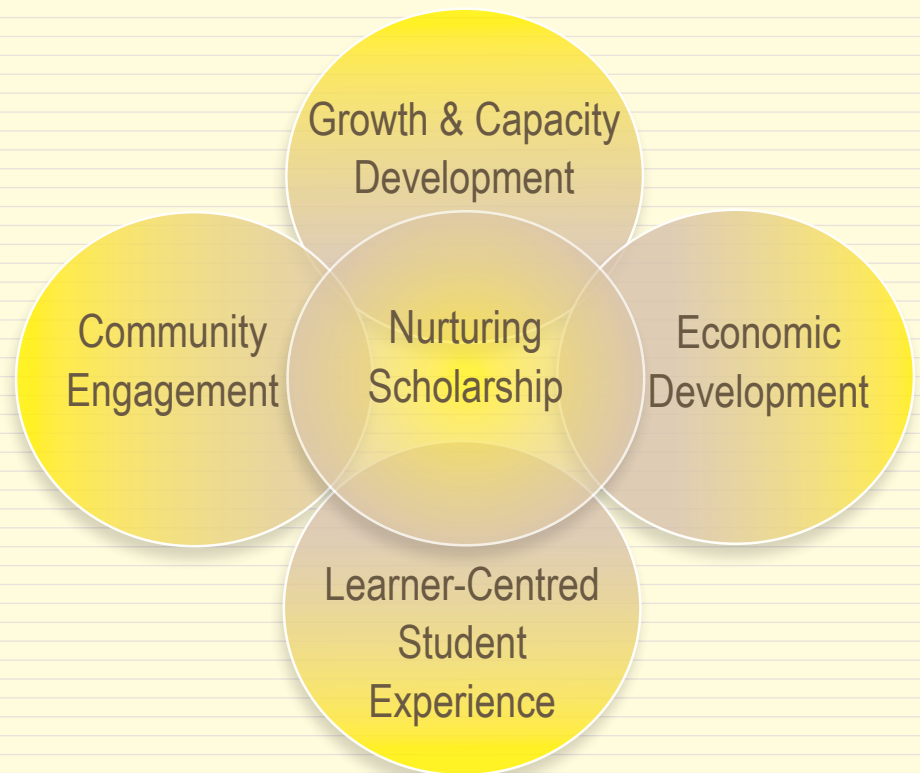 Growth & Capacity
Development
Community
Engagement
Nurturing
Scholarship
Economic
Development
Learner-Centred
Student
Experience